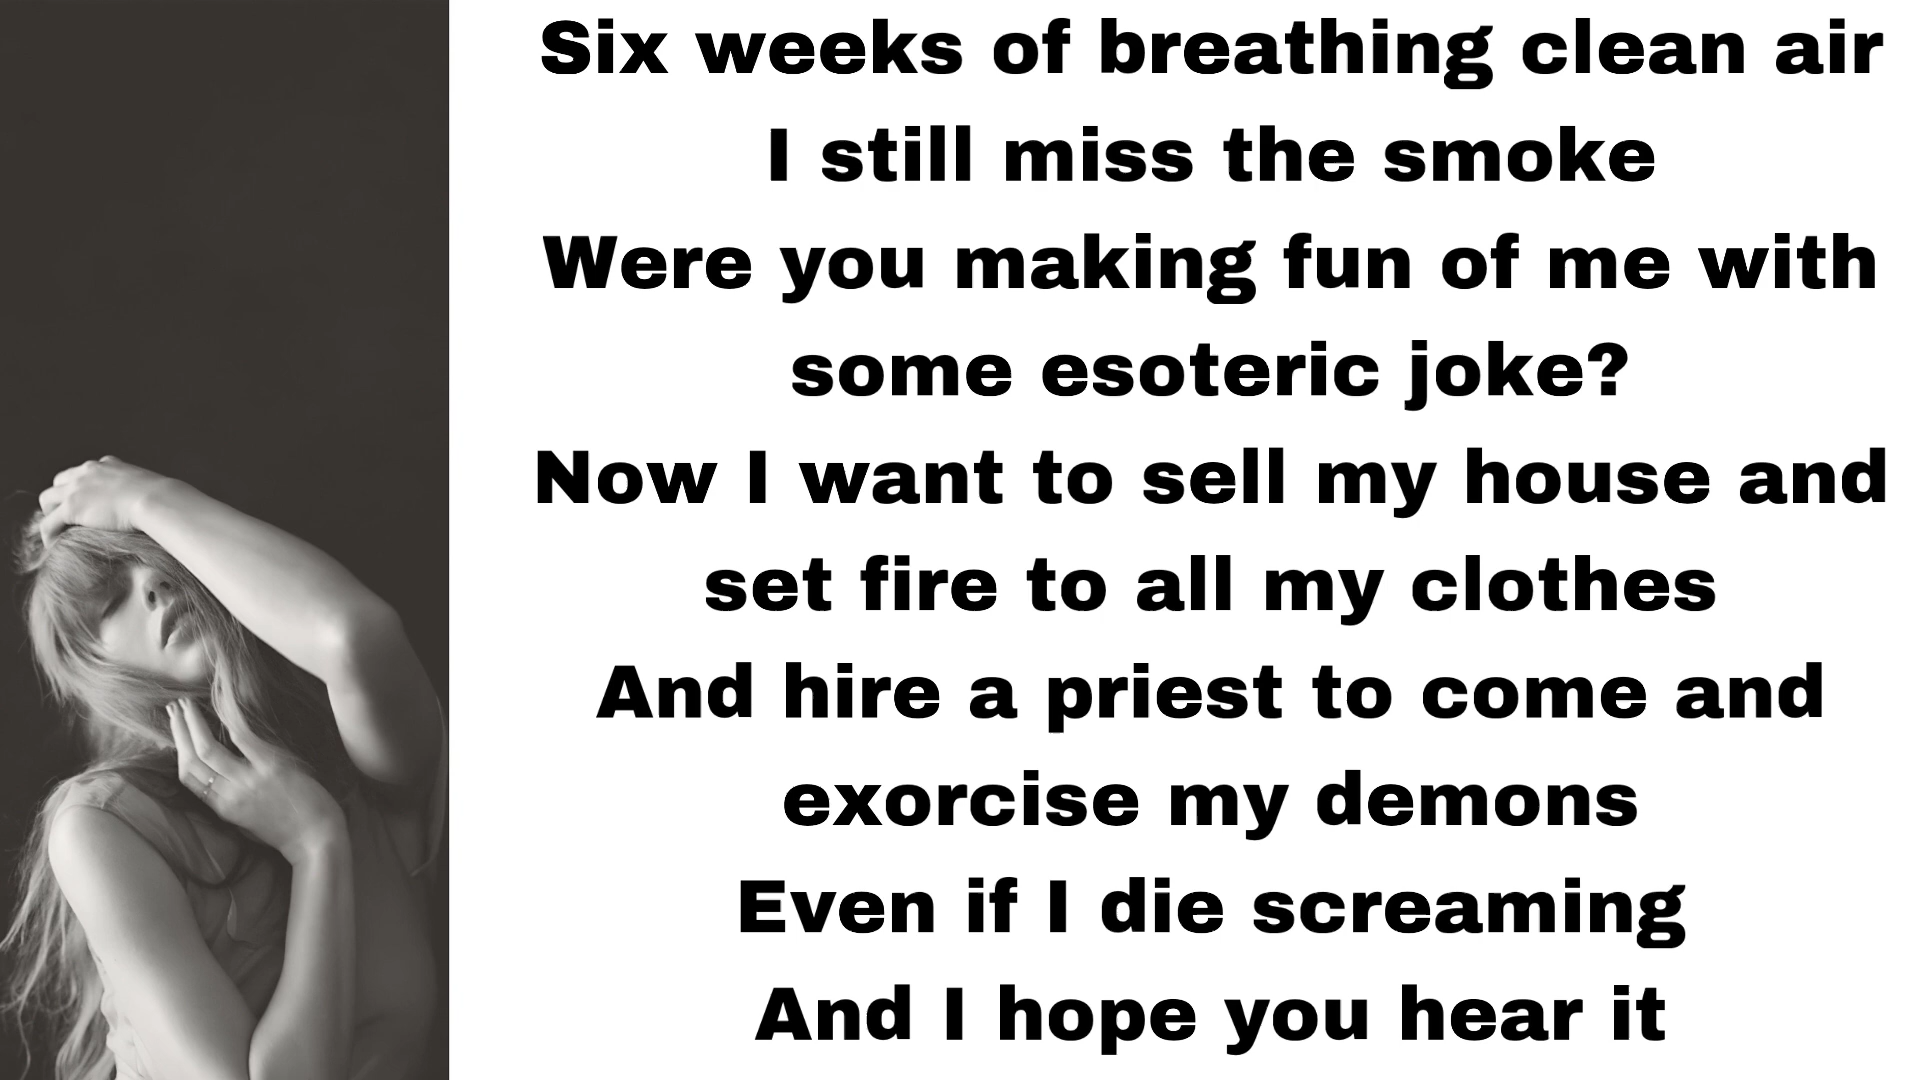 Six weeks of breathing clean air
I still miss the smoke
Were you making fun of me with
some esoteric joke?
Now I want to sell my house and
set fire to all my clothes
And hire a priest to come and
exorcise my demons
Even if I die screaming
And I hope you hear it